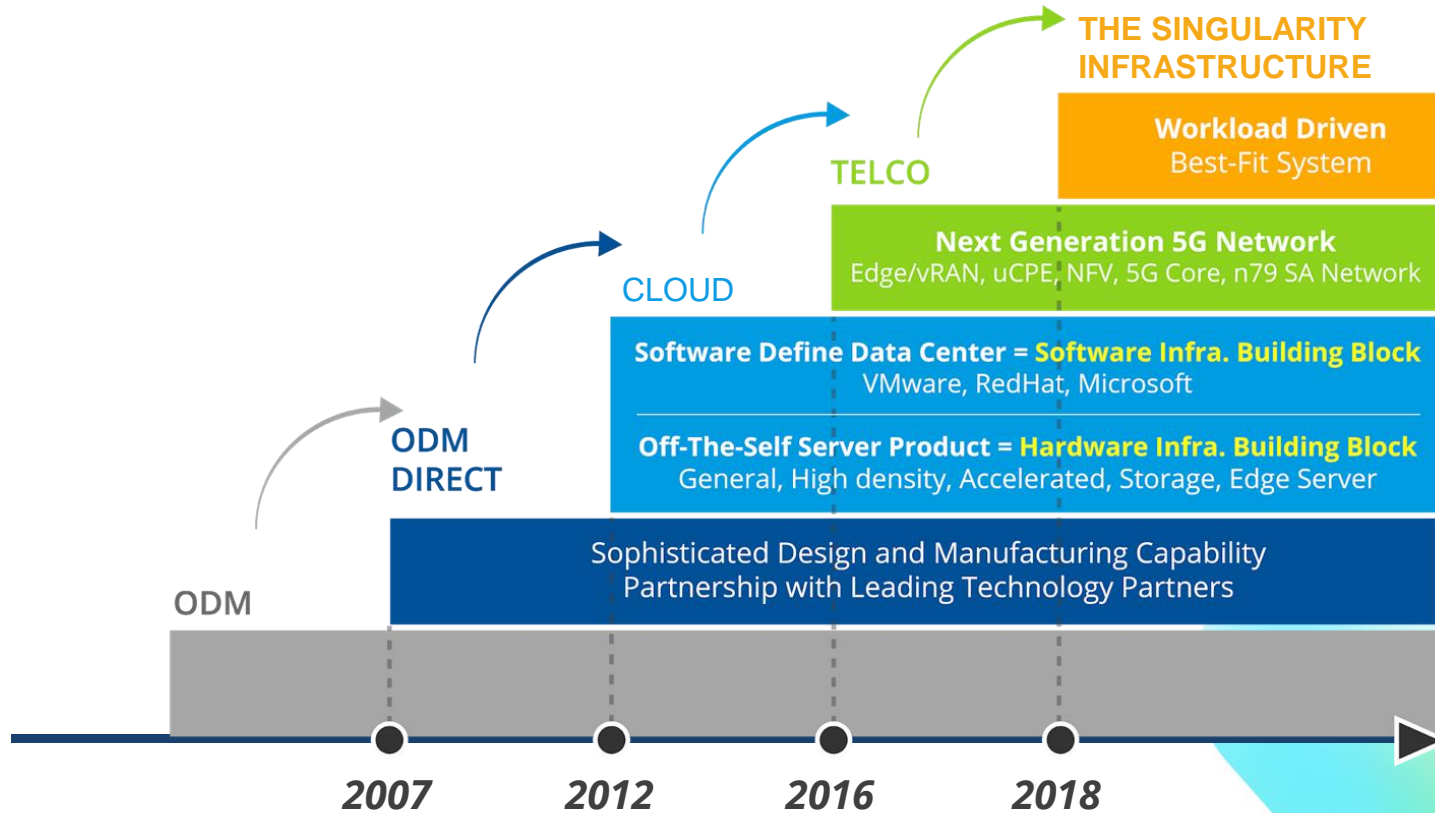 THE SINGULARITY
INFRASTRUCTURE
Workload Driven
Best-Fit System
TELCO
Next Generation 5G Network
Edge/vRAN, uCPE, NFV, 5G Core, n79 SA Network
CLOUD
Software Define Data Center = Software Infra. Building Block
VMware, RedHat, Microsoft
Off-The-Self Server Product = Hardware Infra. Building Block
General, High density, Accelerated, Storage, Edge Server
ODM
DIRECT
Sophisticated Design and Manufacturing Capability
Partnership with Leading Technology Partners
ODM
2007
2012
2016
2018